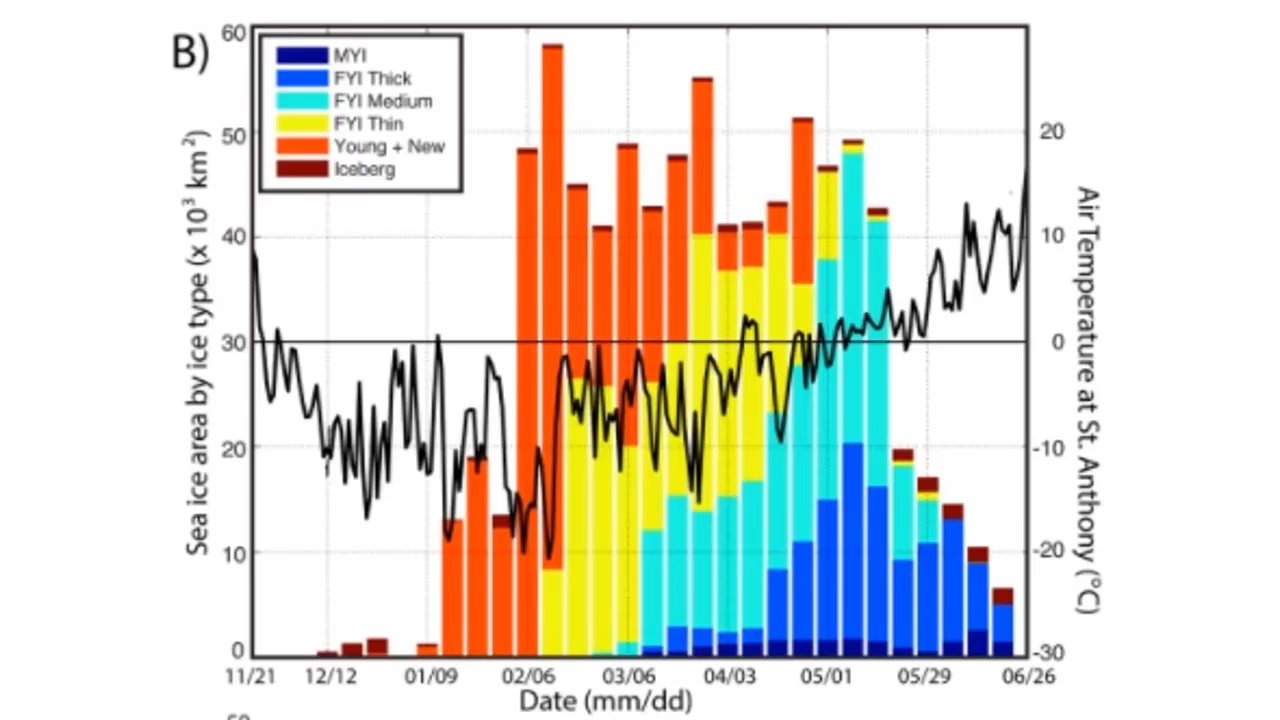 B)
60
50
40
30
20
10
0
Sea ice area by ice type (x 10³ km²)
MYI
FYI Thick
FYI Medium
FYI Thin
Young + New
Iceberg
20
10
0
-10
-20
-30
Air Temperature at St. Anthony (°C)
11/21 12/12 01/09 02/06 03/06 04/03 05/01 05/29 06/26
Date (mm/dd)